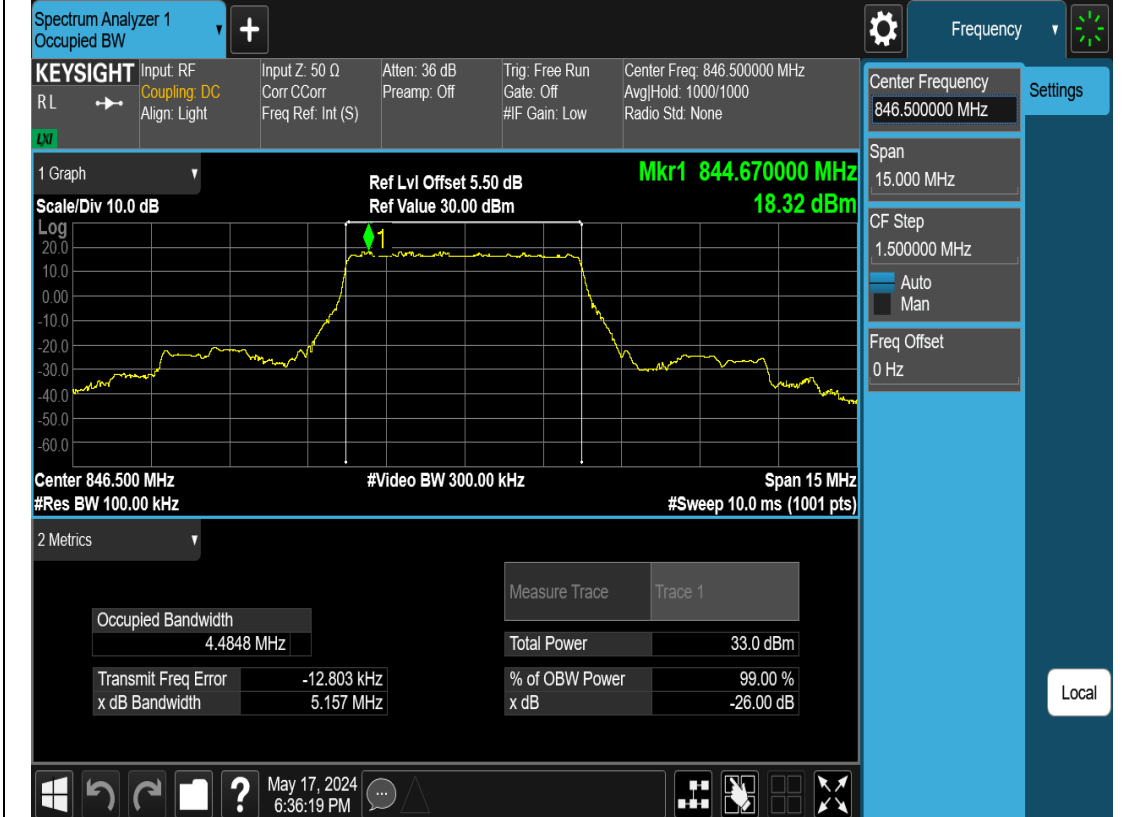 Spectrum Analyzer 1
Occupied BW
▼
+
Frequency
▼
KEYSIGHT
RL
LXI
Input: RF
Coupling: DC
Align: Light
Input Z: 50 Ω
Corr CCorr
Freq Ref: Int (S)
Atten: 36 dB
Preamp: Off
Trig: Free Run
Gate: Off
#IF Gain: Low
Center Freq: 846.500000 MHz
Avg|Hold: 1000/1000
Radio Std: None
Center Frequency
846.500000 MHz
Settings
Span
15.000 MHz
CF Step
1.500000 MHz
Auto
Man
Freq Offset
0 Hz
Local
1 Graph
▼
Scale/Div 10.0 dB
Ref Lvl Offset 5.50 dB
Ref Value 30.00 dBm
Mkr1 844.670000 MHz
18.32 dBm
Log
1
20.0
10.0
0.00
-10.0
-20.0
-30.0
-40.0
-50.0
-60.0
Center 846.500 MHz
#Res BW 100.00 kHz
#Video BW 300.00 kHz
Span 15 MHz
#Sweep 10.0 ms (1001 pts)
2 Metrics
▼
Measure Trace Trace 1
Occupied Bandwidth
4.4848 MHz
Total Power 33.0 dBm
Transmit Freq Error -12.803 kHz
% of OBW Power 99.00 %
x dB Bandwidth 5.157 MHz
x dB -26.00 dB
?
May 17, 2024
6:36:19 PM